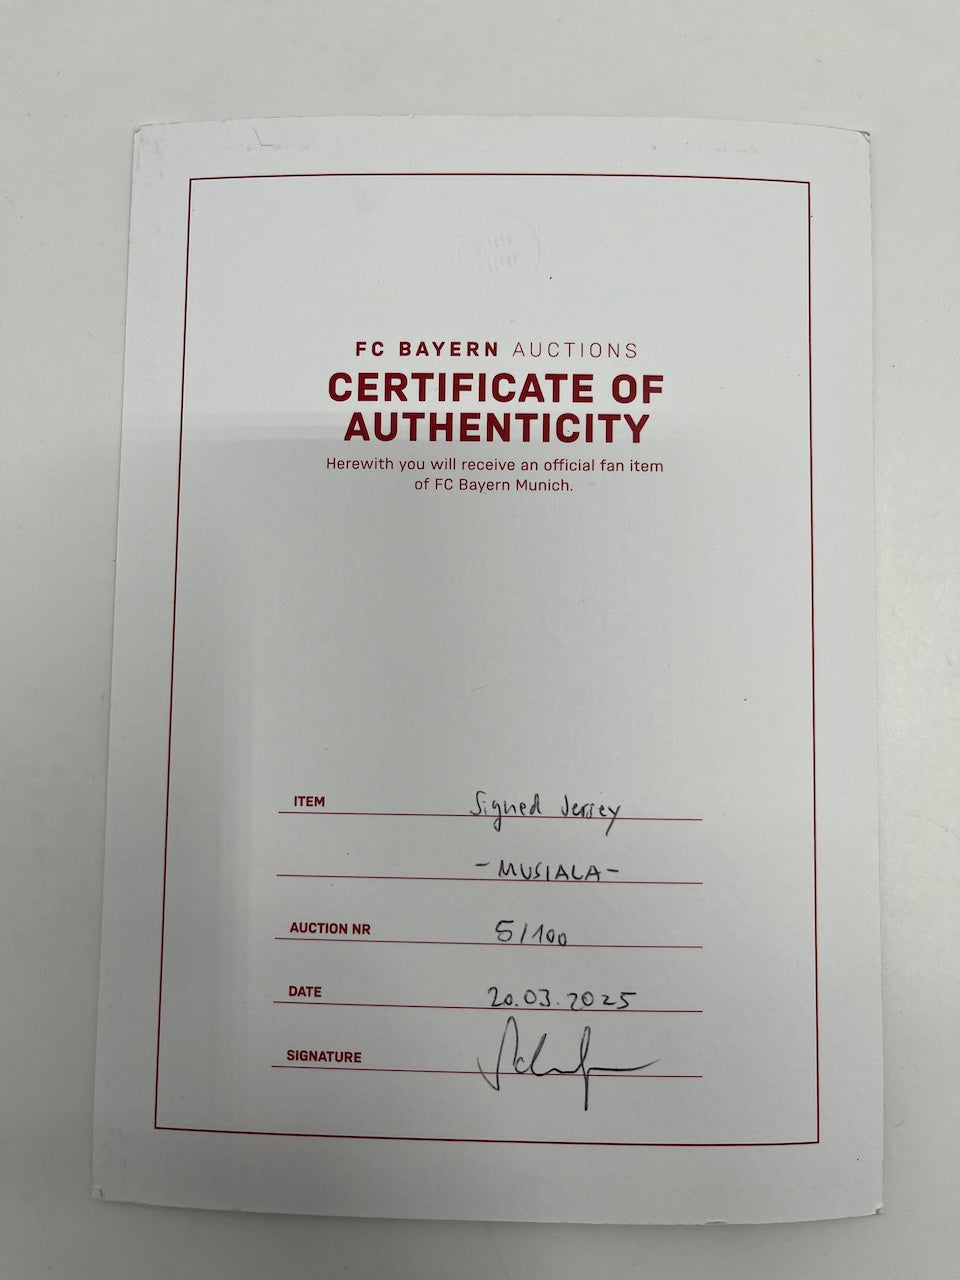 FC BAYERN AUCTIONS
CERTIFICATE OF
AUTHENTICITY
Herewith you will receive an official fan item
of FC Bayern Munich.
ITEM Signed Jersey
-MUSIALA-
AUCTION NR 5/100
DATE 20.03.2025
SIGNATURE